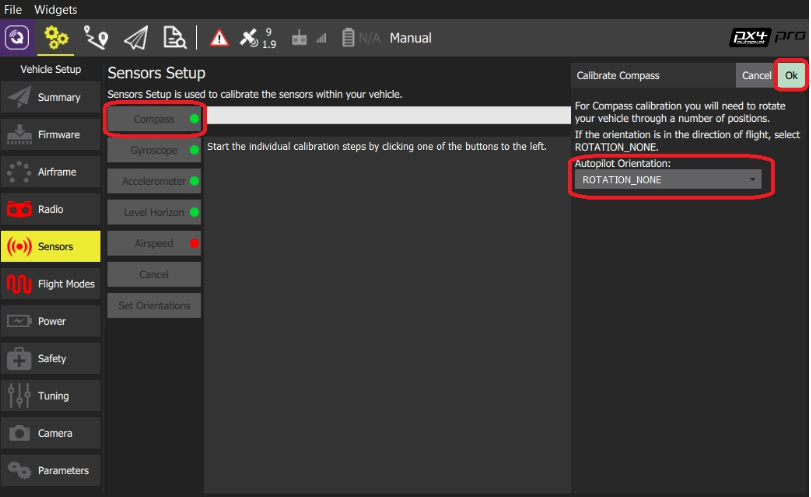 File Widgets
9
1.9
N/A Manual
px4 pro
autopilot
Vehicle Setup
Summary
Firmware
Airframe
Radio
Sensors
Flight Modes
Power
Safety
Tuning
Camera
Parameters
Sensors Setup
Sensors Setup is used to calibrate the sensors within your vehicle.
Compass
Gyroscope
Accelerometer
Level Horizon
Airspeed
Cancel
Set Orientations
Start the individual calibration steps by clicking one of the buttons to the left.
Calibrate Compass Cancel Ok
For Compass calibration you will need to rotate
your vehicle through a number of positions.
If the orientation is in the direction of flight, select
ROTATION_NONE.
Autopilot Orientation:
ROTATION_NONE